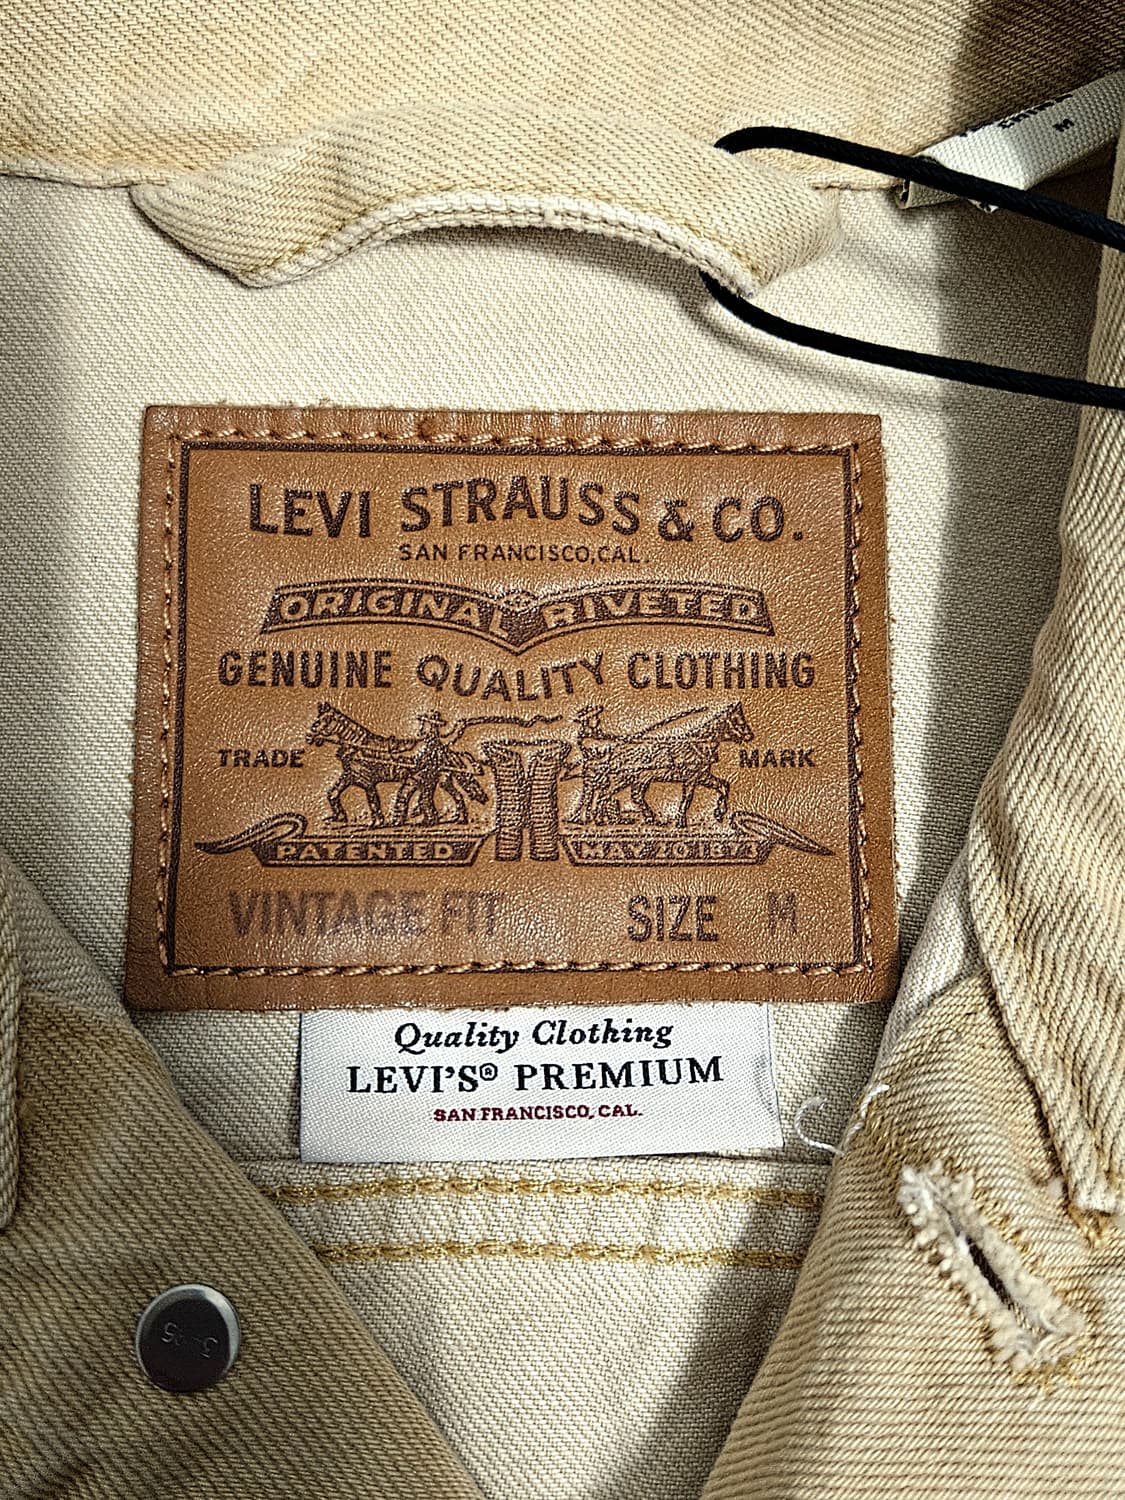 M
LEVI STRAUSS & CO.
SAN FRANCISCO, CAL.
ORIGINAL RIVETED
GENUINE QUALITY CLOTHING
TRADE MARK
PATENTED MAY 20 1873
VINTAGE FIT SIZE M
Quality Clothing
LEVI'S® PREMIUM
SAN FRANCISCO, CAL.